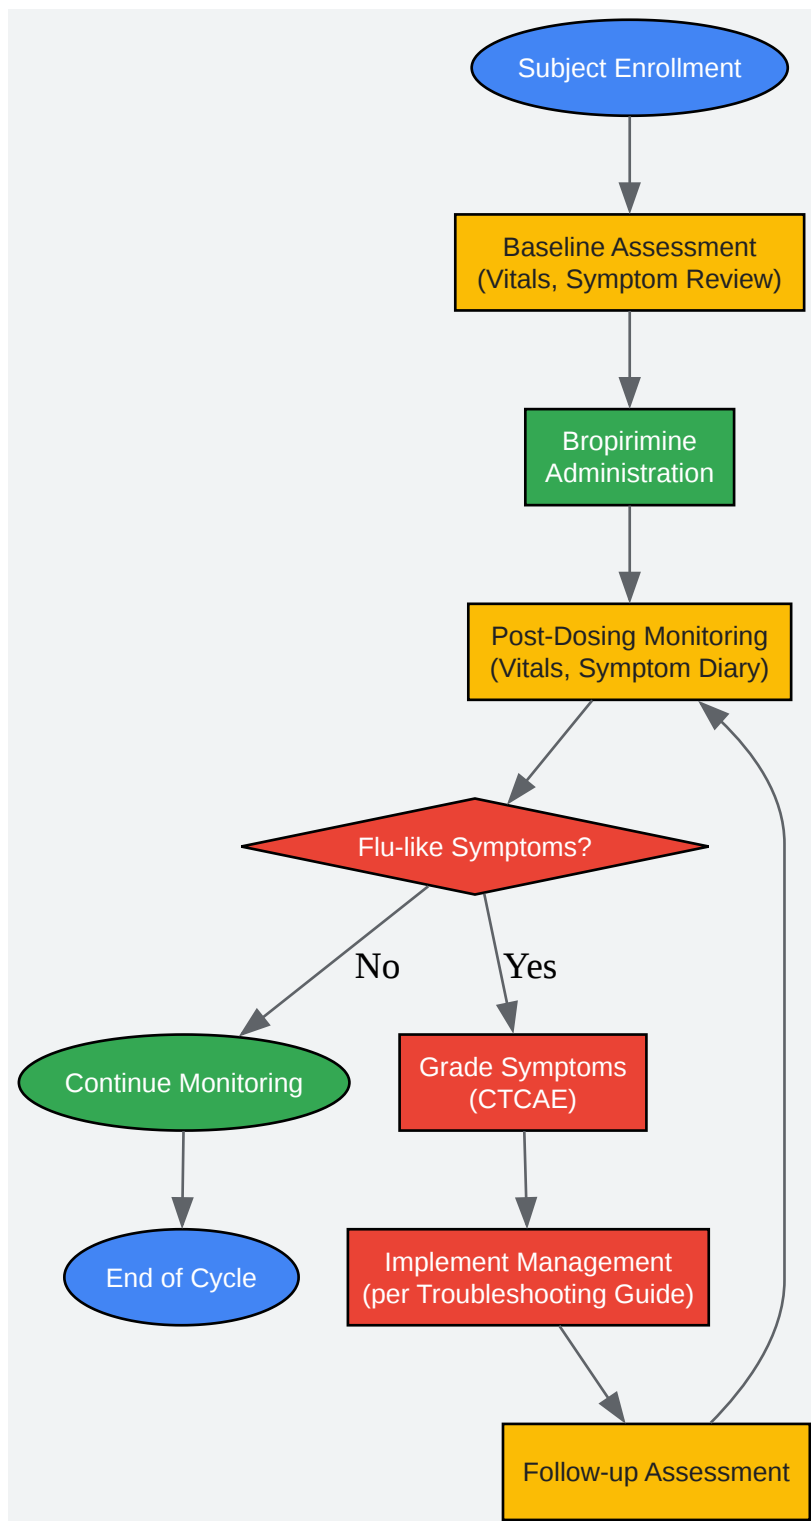 Subject Enrollment
Baseline Assessment
(Vitals, Symptom Review)
Bropirimine
Administration
Post-Dosing Monitoring
(Vitals, Symptom Diary)
Flu-like Symptoms?
No
Yes
Continue Monitoring
Grade Symptoms
(CTCAE)
End of Cycle
Implement Management
(per Troubleshooting Guide)
Follow-up Assessment